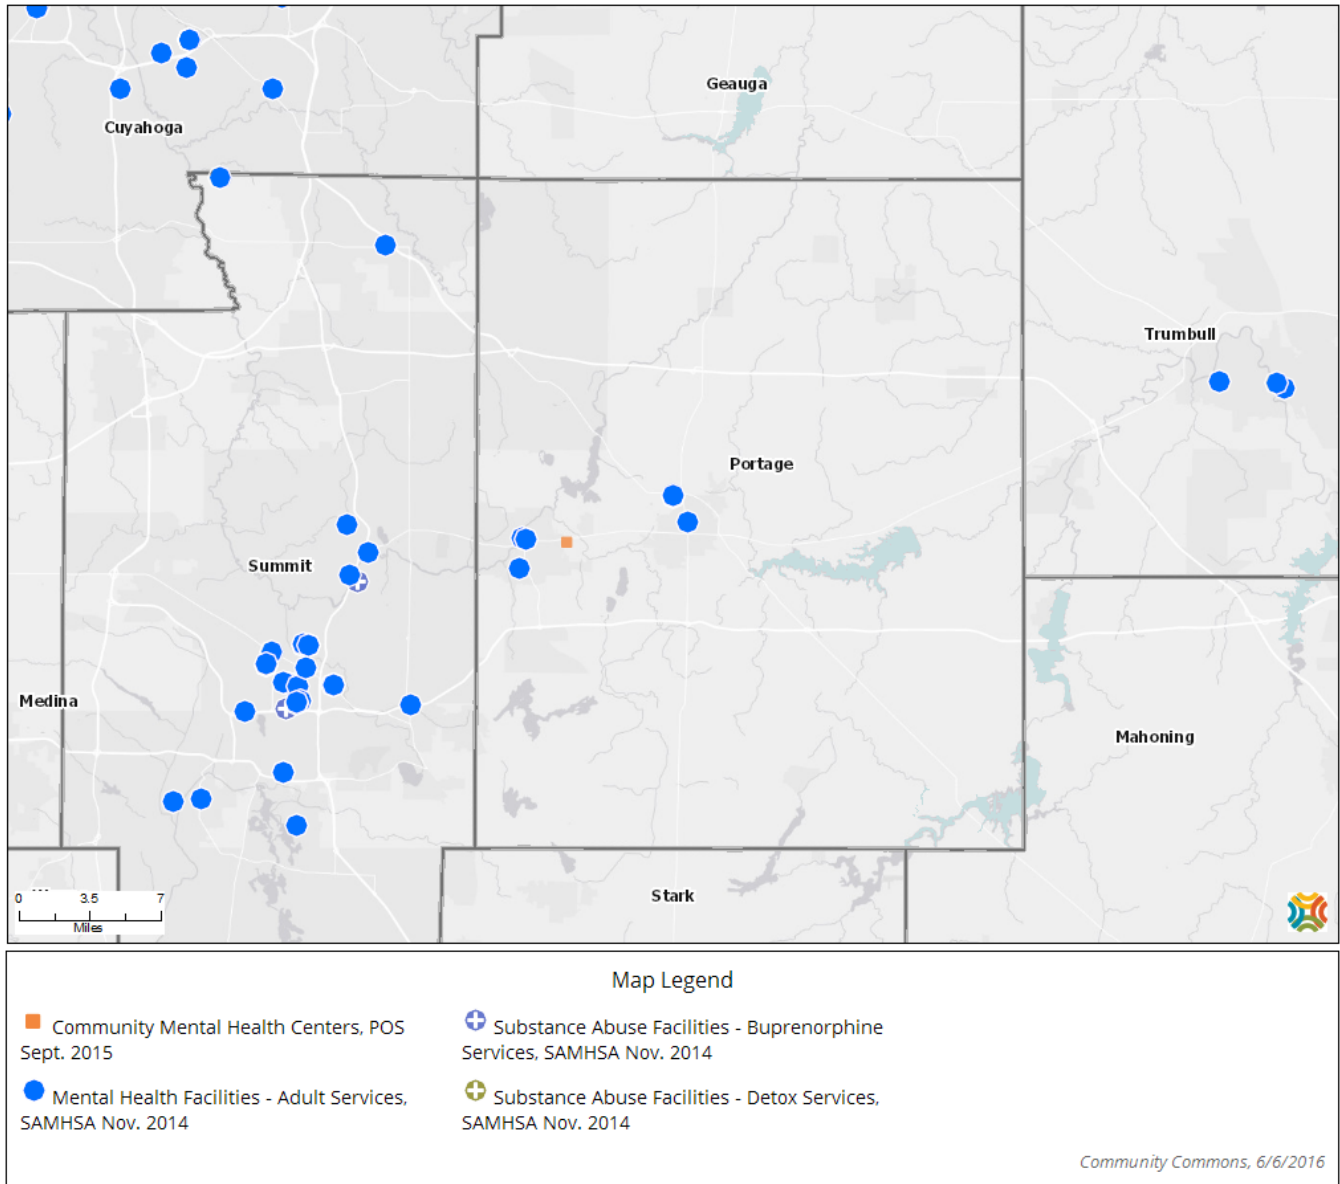 Geauga
Cuyahoga
Trumbull
Portage
Summit
Medina
Mahoning
Stark
0 3.5 7
Miles
Map Legend
Community Mental Health Centers, POS
Sept. 2015
Mental Health Facilities - Adult Services,
SAMHSA Nov. 2014
Substance Abuse Facilities - Buprenorphine
Services, SAMHSA Nov. 2014
Substance Abuse Facilities - Detox Services,
SAMHSA Nov. 2014
Community Commons, 6/6/2016